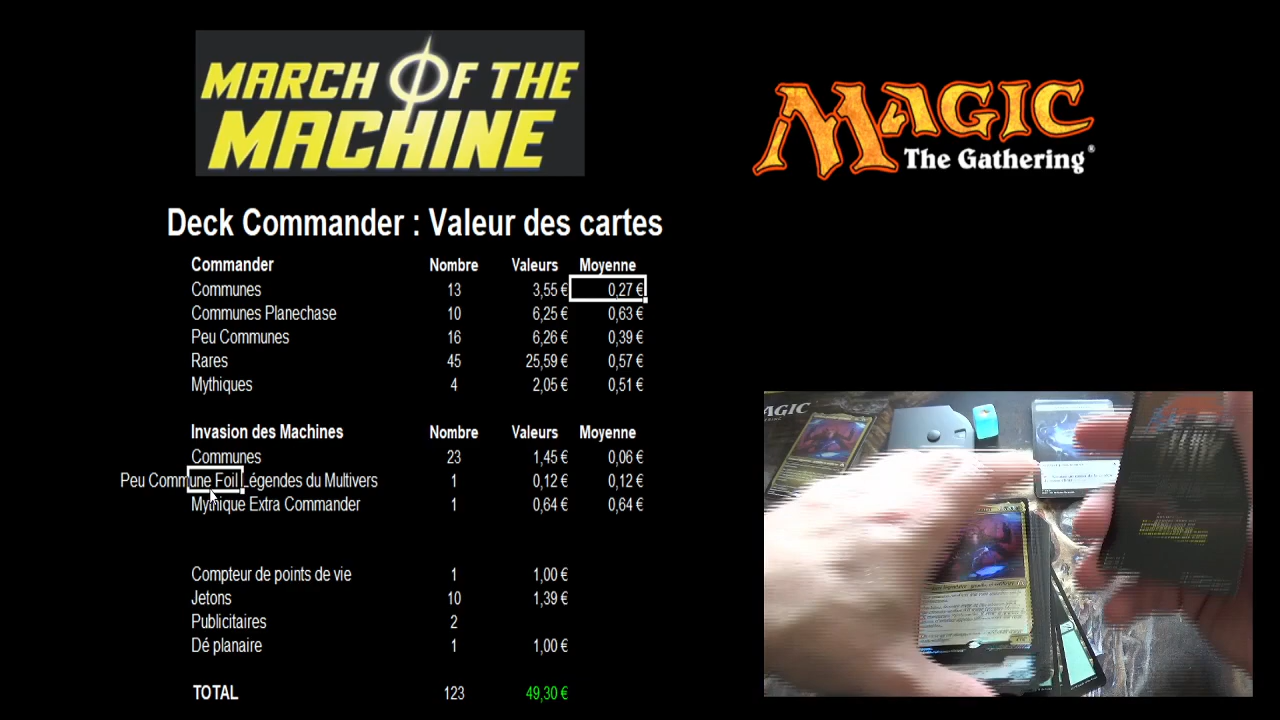 MARCH OF THE
MACHINE
MAGIC
The Gathering®
Deck Commander : Valeur des cartes
Commander Nombre Valeurs Moyenne
Communes 13 3,55 € 0,27 €
Communes Planechase 10 6,25 € 0,63 €
Peu Communes 16 6,26 € 0,39 €
Rares 45 25,59 € 0,57 €
Mythiques 4 2,05 € 0,51 €
Invasion des Machines Nombre Valeurs Moyenne
Communes 23 1,45 € 0,06 €
Peu Commune Foil Légendes du Multivers 1 0,12 € 0,12 €
Mythique Extra Commander 1 0,64 € 0,64 €
Compteur de points de vie 1 1,00 €
Jetons 10 1,39 €
Publicitaires 2
Dé planaire 1 1,00 €
TOTAL 123 49,30 €